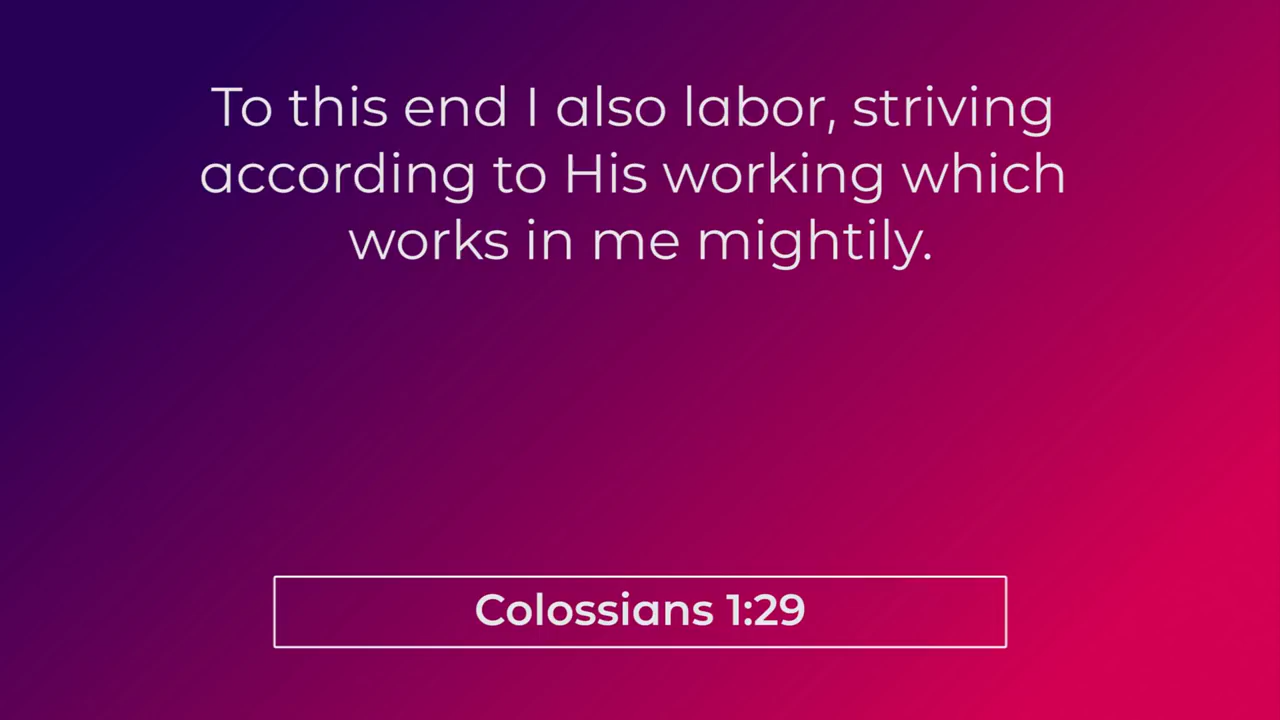 To this end I also labor, striving
according to His working which
works in me mightily.
Colossians 1:29